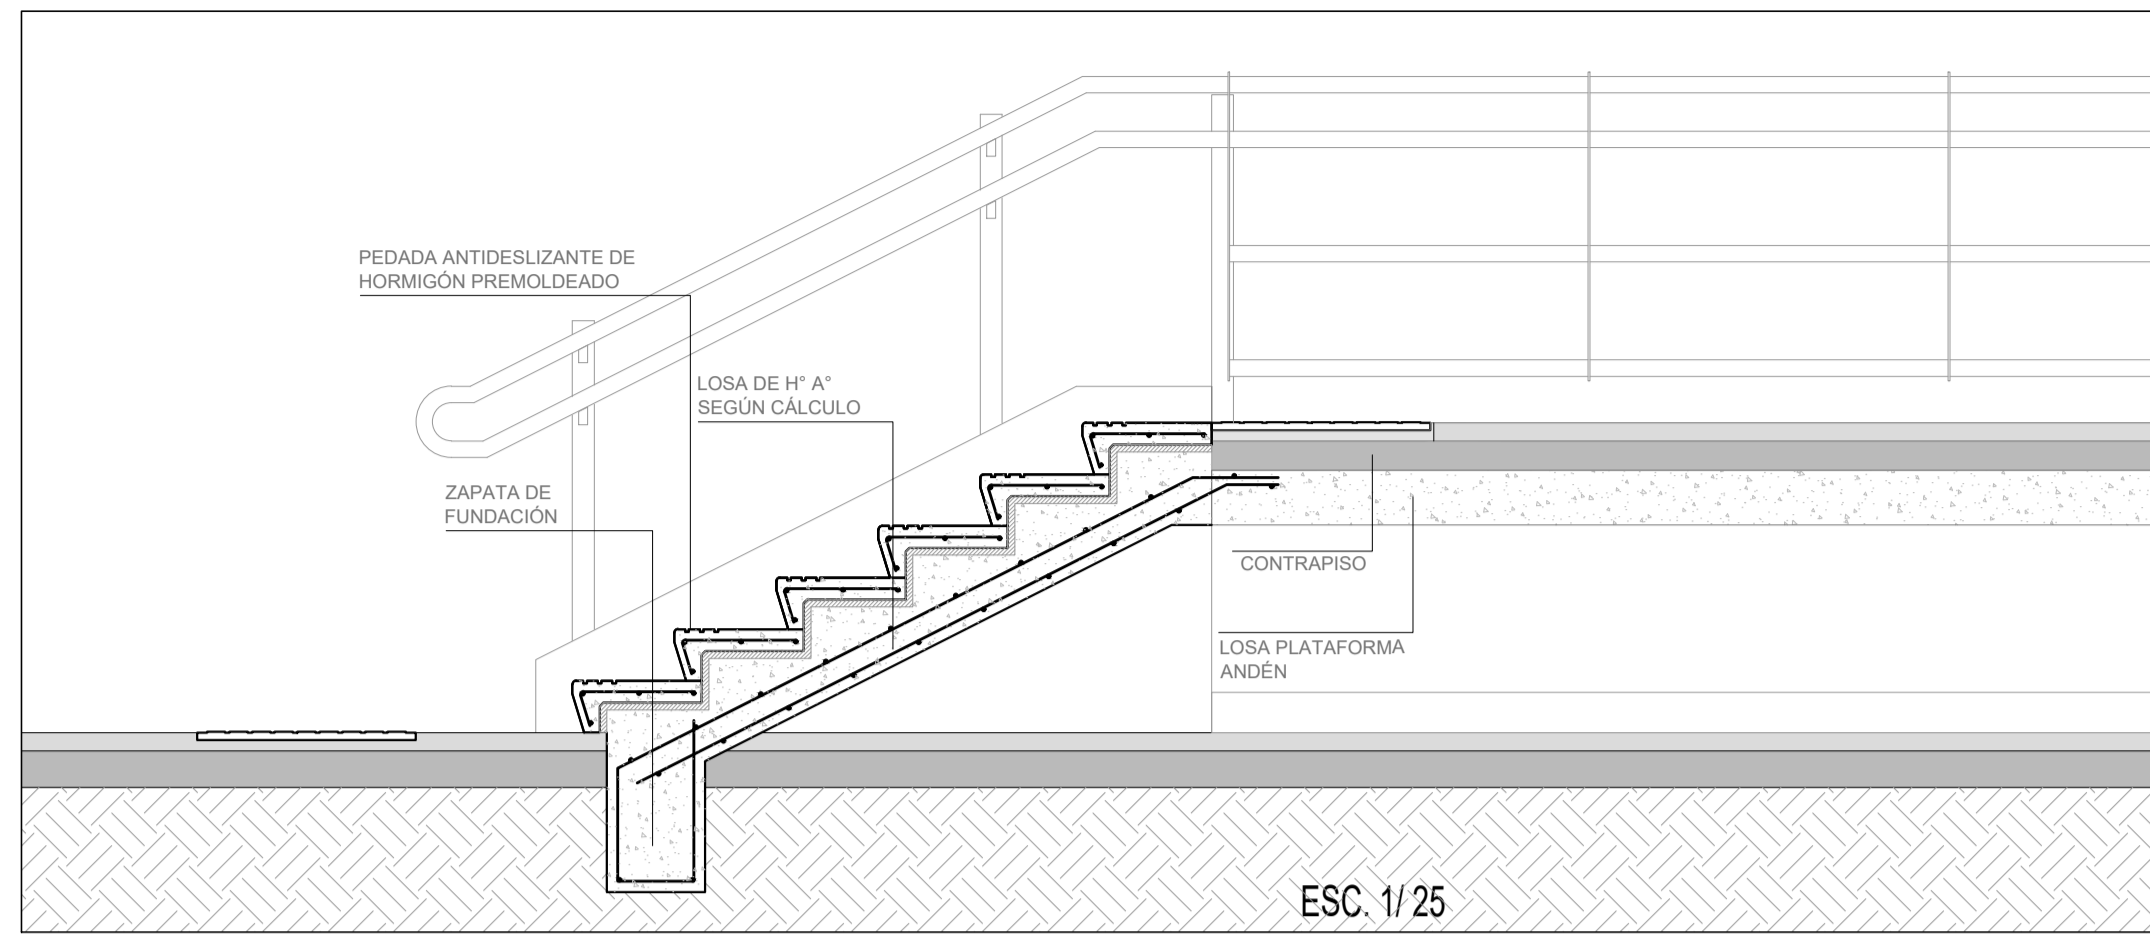 PEDADA ANTIDESLIZANTE DE
HORMIGÓN PREMOLDEADO
LOSA DE H° A°
SEGÚN CÁLCULO
ZAPATA DE
FUNDACIÓN
CONTRAPISO
LOSA PLATAFORMA
ANDÉN
ESC. 1/ 25